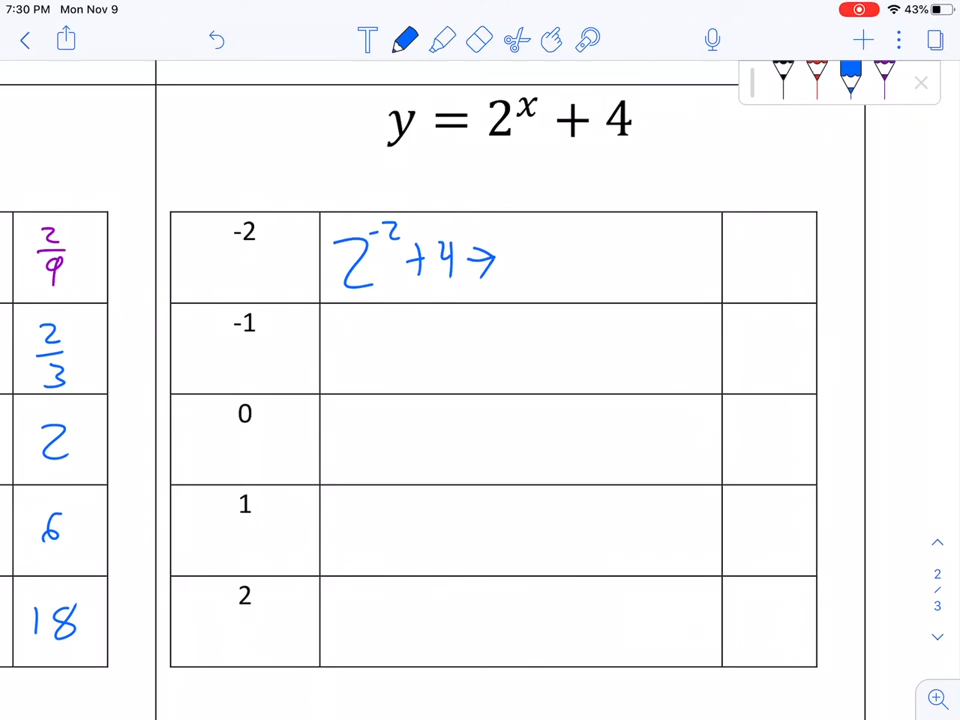 7:30 PM Mon Nov 9 43%
y = 2ˣ + 4
2/9 -2 2⁻² + 4 →
2/3 -1
2 0
6 1
18 2
2 / 3